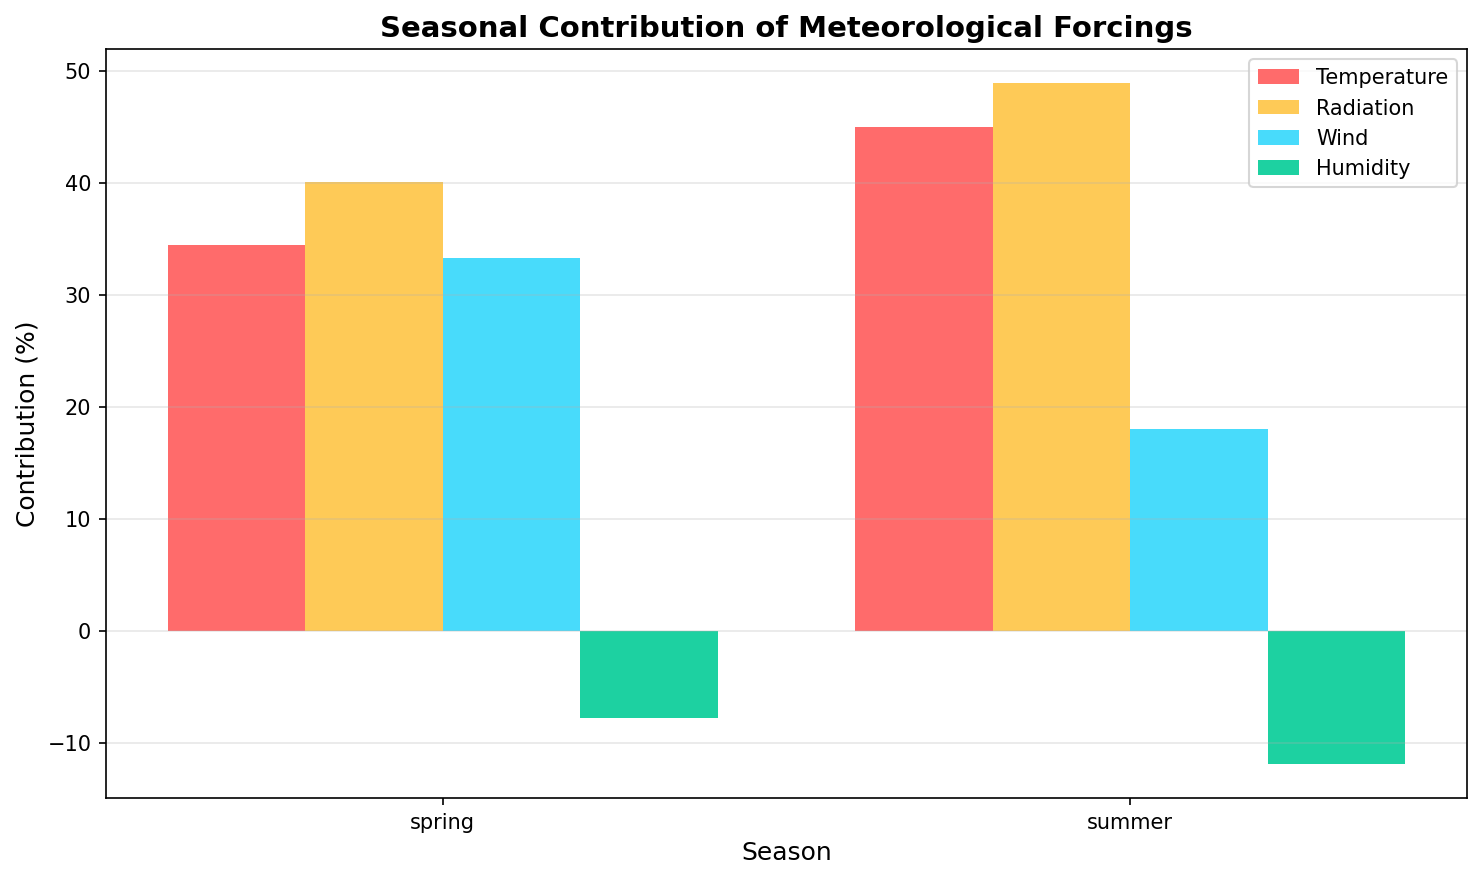 Seasonal Contribution of Meteorological Forcings
Temperature
Radiation
Wind
Humidity
Contribution (%)
50
40
30
20
10
0
−10
spring
summer
Season